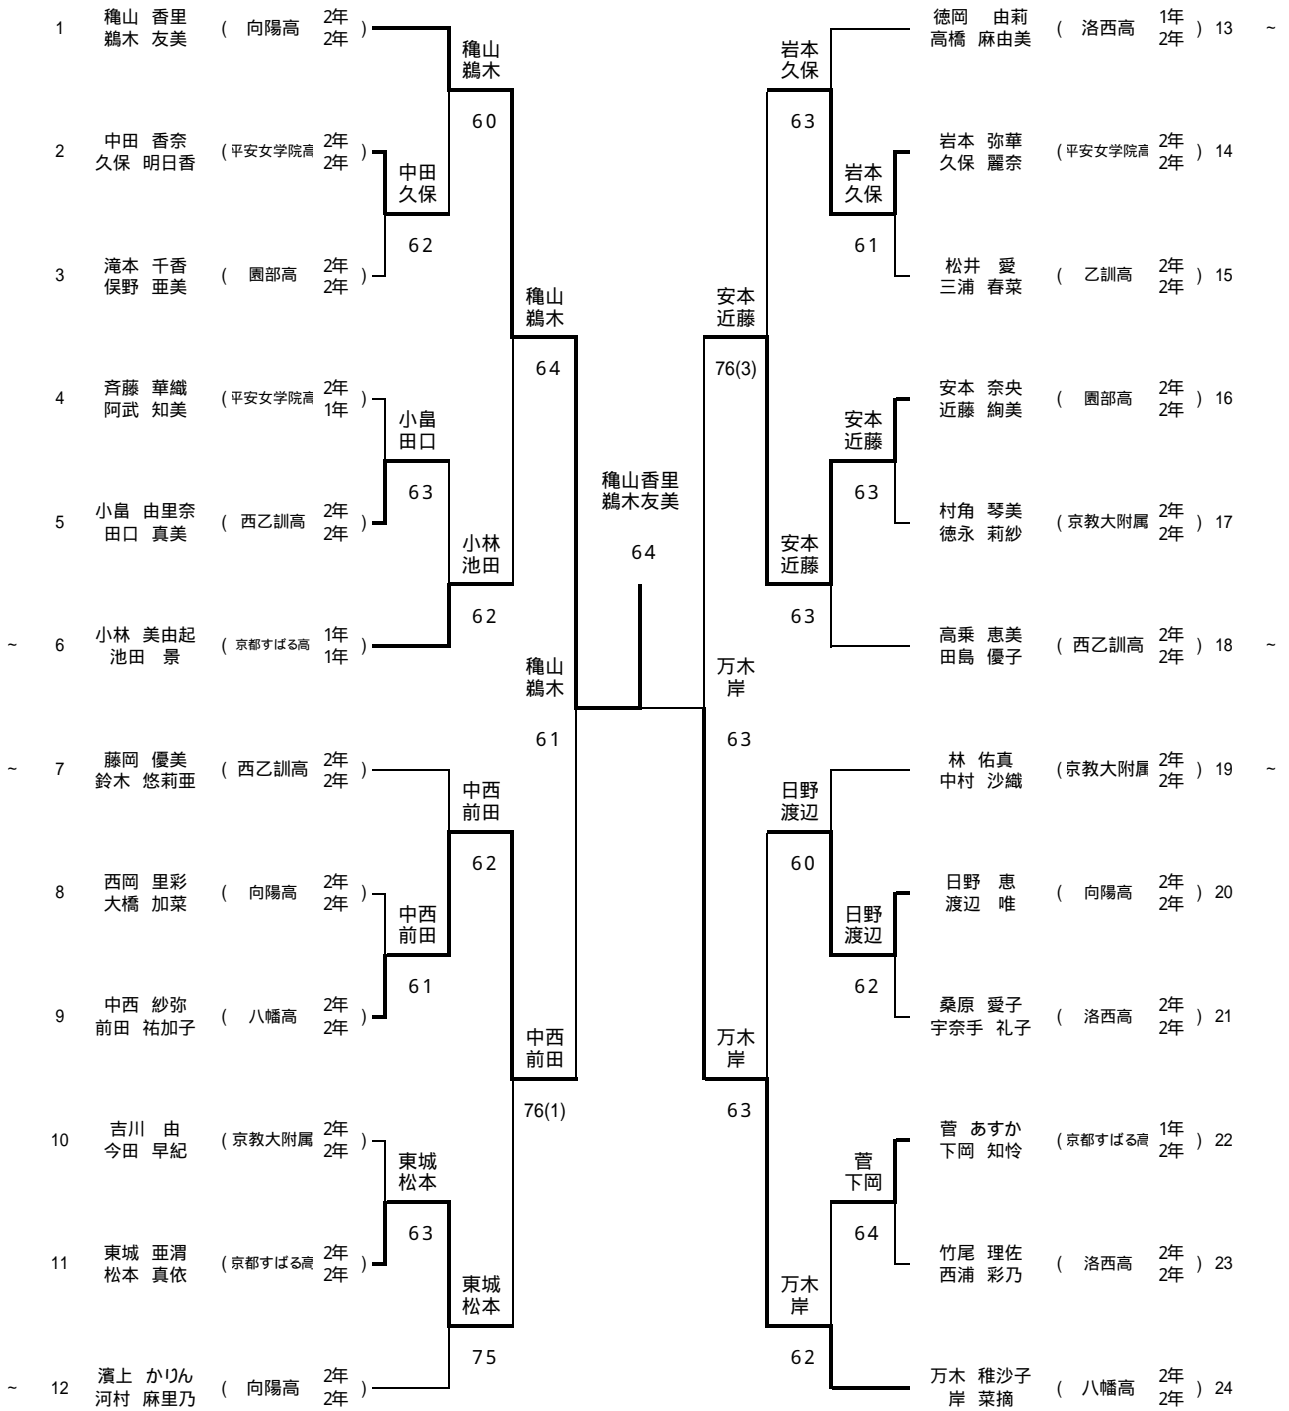 1 穐山 香里 ( 向陽高 2年 )
鵜木 友美 2年
2 中田 香奈 ( 平安女学院高 2年 )
久保 明日香 2年
3 滝本 千香 ( 園部高 2年 )
俣野 亜美 2年
4 斉藤 華織 ( 平安女学院高 2年 )
阿武 知美 1年
5 小畠 由里奈 ( 西乙訓高 2年 )
田口 真美 2年
~ 6 小林 美由起 ( 京都すばる高 1年 )
池田 景 1年
~ 7 藤岡 優美 ( 西乙訓高 2年 )
鈴木 悠莉亜 2年
8 西岡 里彩 ( 向陽高 2年 )
大橋 加菜 2年
9 中西 紗弥 ( 八幡高 2年 )
前田 祐加子 2年
10 吉川 由 ( 京教大附属 2年 )
今田 早紀 2年
11 東城 亜渭 ( 京都すばる高 2年 )
松本 真依 2年
~ 12 濱上 かりん ( 向陽高 2年 )
河村 麻里乃 2年
中田
久保
62
小畠
田口
63
中西
前田
61
東城
松本
63
穐山
鵜木
60
小林
池田
62
中西
前田
62
東城
松本
75
穐山
鵜木
64
中西
前田
76(1)
穐山
鵜木
61
穐山香里
鵜木友美
64
万木
岸
63
安本
近藤
76(3)
万木
岸
63
岩本
久保
63
安本
近藤
63
日野
渡辺
60
万木
岸
62
岩本
久保
61
安本
近藤
63
日野
渡辺
62
菅
下岡
64
徳岡 由莉 ( 洛西高 1年 ) 13 ~
高橋 麻由美 2年
岩本 弥華 ( 平安女学院高 2年 ) 14
久保 麗奈 2年
松井 愛 ( 乙訓高 2年 ) 15
三浦 春菜 2年
安本 奈央 ( 園部高 2年 ) 16
近藤 絢美 2年
村角 琴美 ( 京教大附属 2年 ) 17
徳永 莉紗 2年
高乗 恵美 ( 西乙訓高 2年 ) 18 ~
田島 優子 2年
林 佑真 ( 京教大附属 2年 ) 19 ~
中村 沙織 2年
日野 恵 ( 向陽高 2年 ) 20
渡辺 唯 2年
桑原 愛子 ( 洛西高 2年 ) 21
宇奈手 礼子 2年
菅 あすか ( 京都すばる高 1年 ) 22
下岡 知怜 2年
竹尾 理佐 ( 洛西高 2年 ) 23
西浦 彩乃 2年
万木 稚沙子 ( 八幡高 2年 ) 24
岸 菜摘 2年